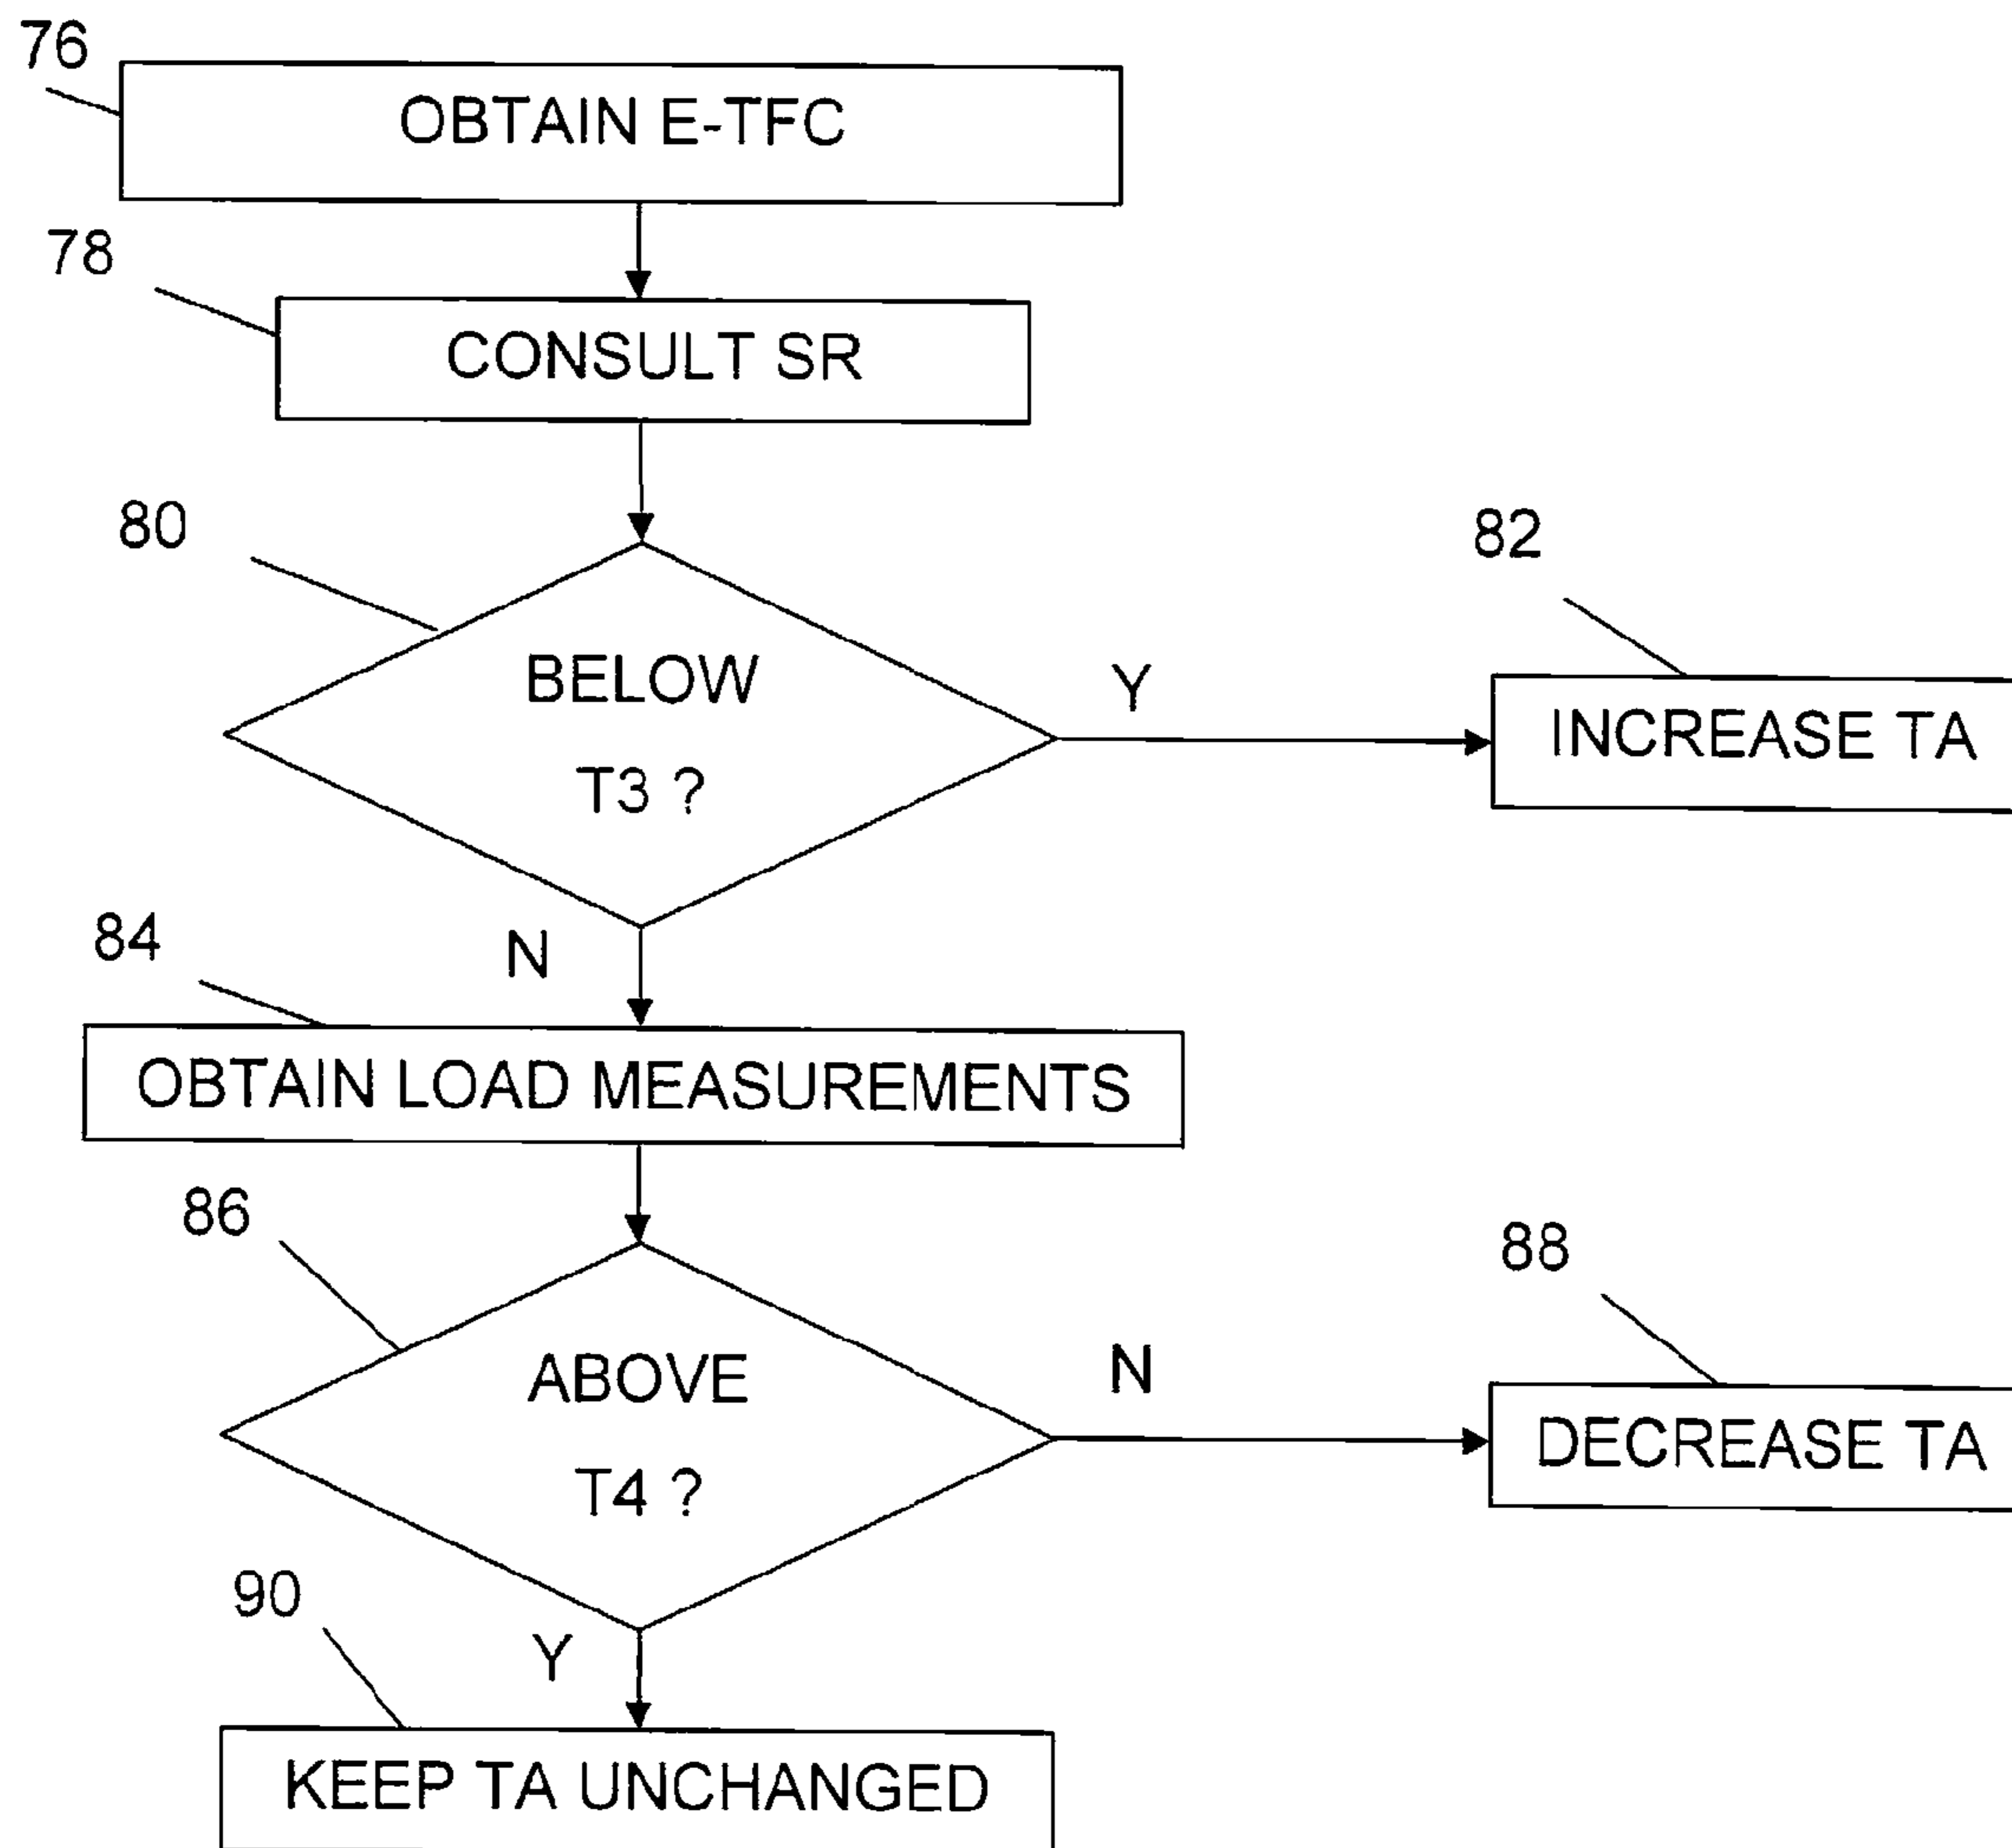 76
OBTAIN E-TFC
78
CONSULT SR
80
BELOW
T3 ?
Y
82
INCREASE TA
N
84
OBTAIN LOAD MEASUREMENTS
86
ABOVE
T4 ?
N
88
DECREASE TA
Y
90
KEEP TA UNCHANGED